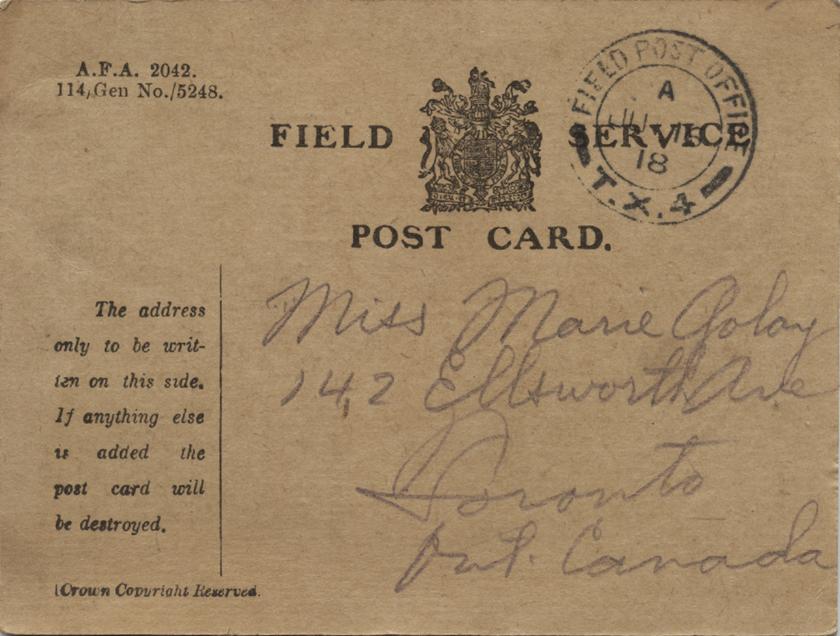 A.F.A. 2042.
114/Gen No./5248.
FIELD SERVICE
POST CARD.
FIELD POST OFFICE
A
18
T.X.4
The address
only to be writ-
ten on this side.
If anything else
is added the
post card will
be destroyed.
(Crown Copyright Reserved.
Miss Marie Golay
142 Ellsworth Ave
Toronto
Ont. Canada